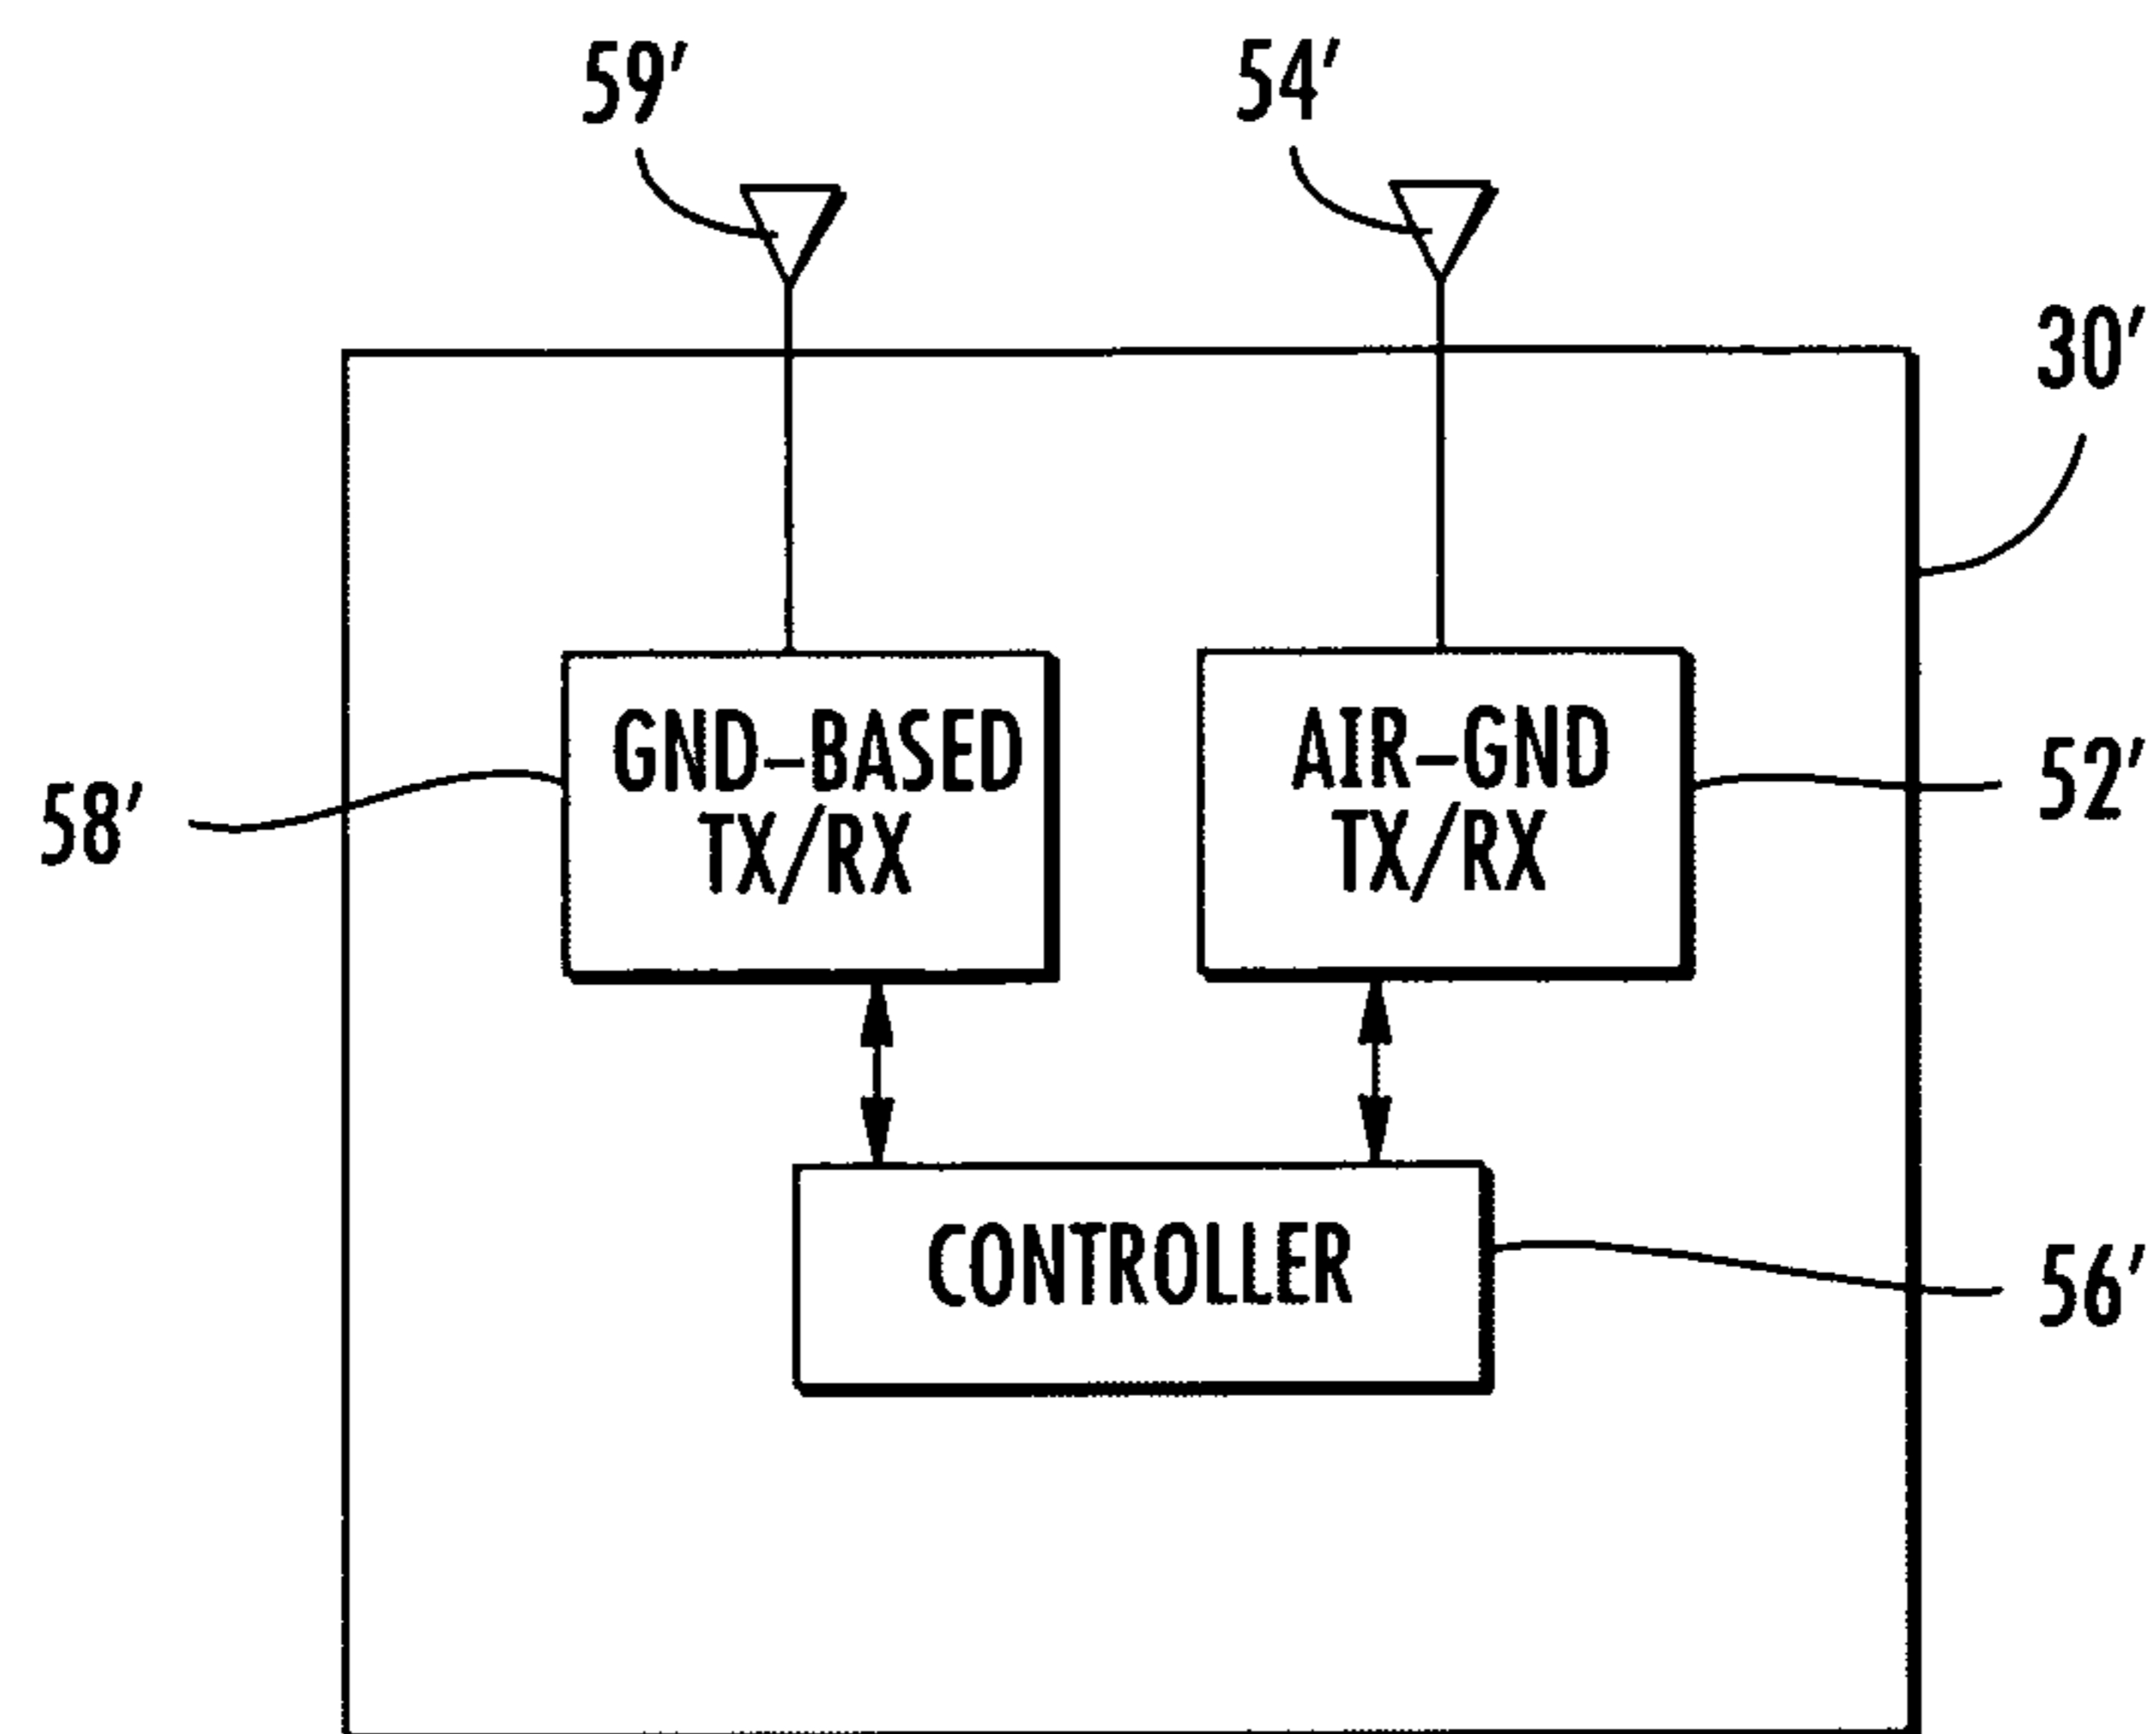 59'
54'
30'
GND-BASED
TX/RX
AIR-GND
TX/RX
58'
52'
CONTROLLER
56'